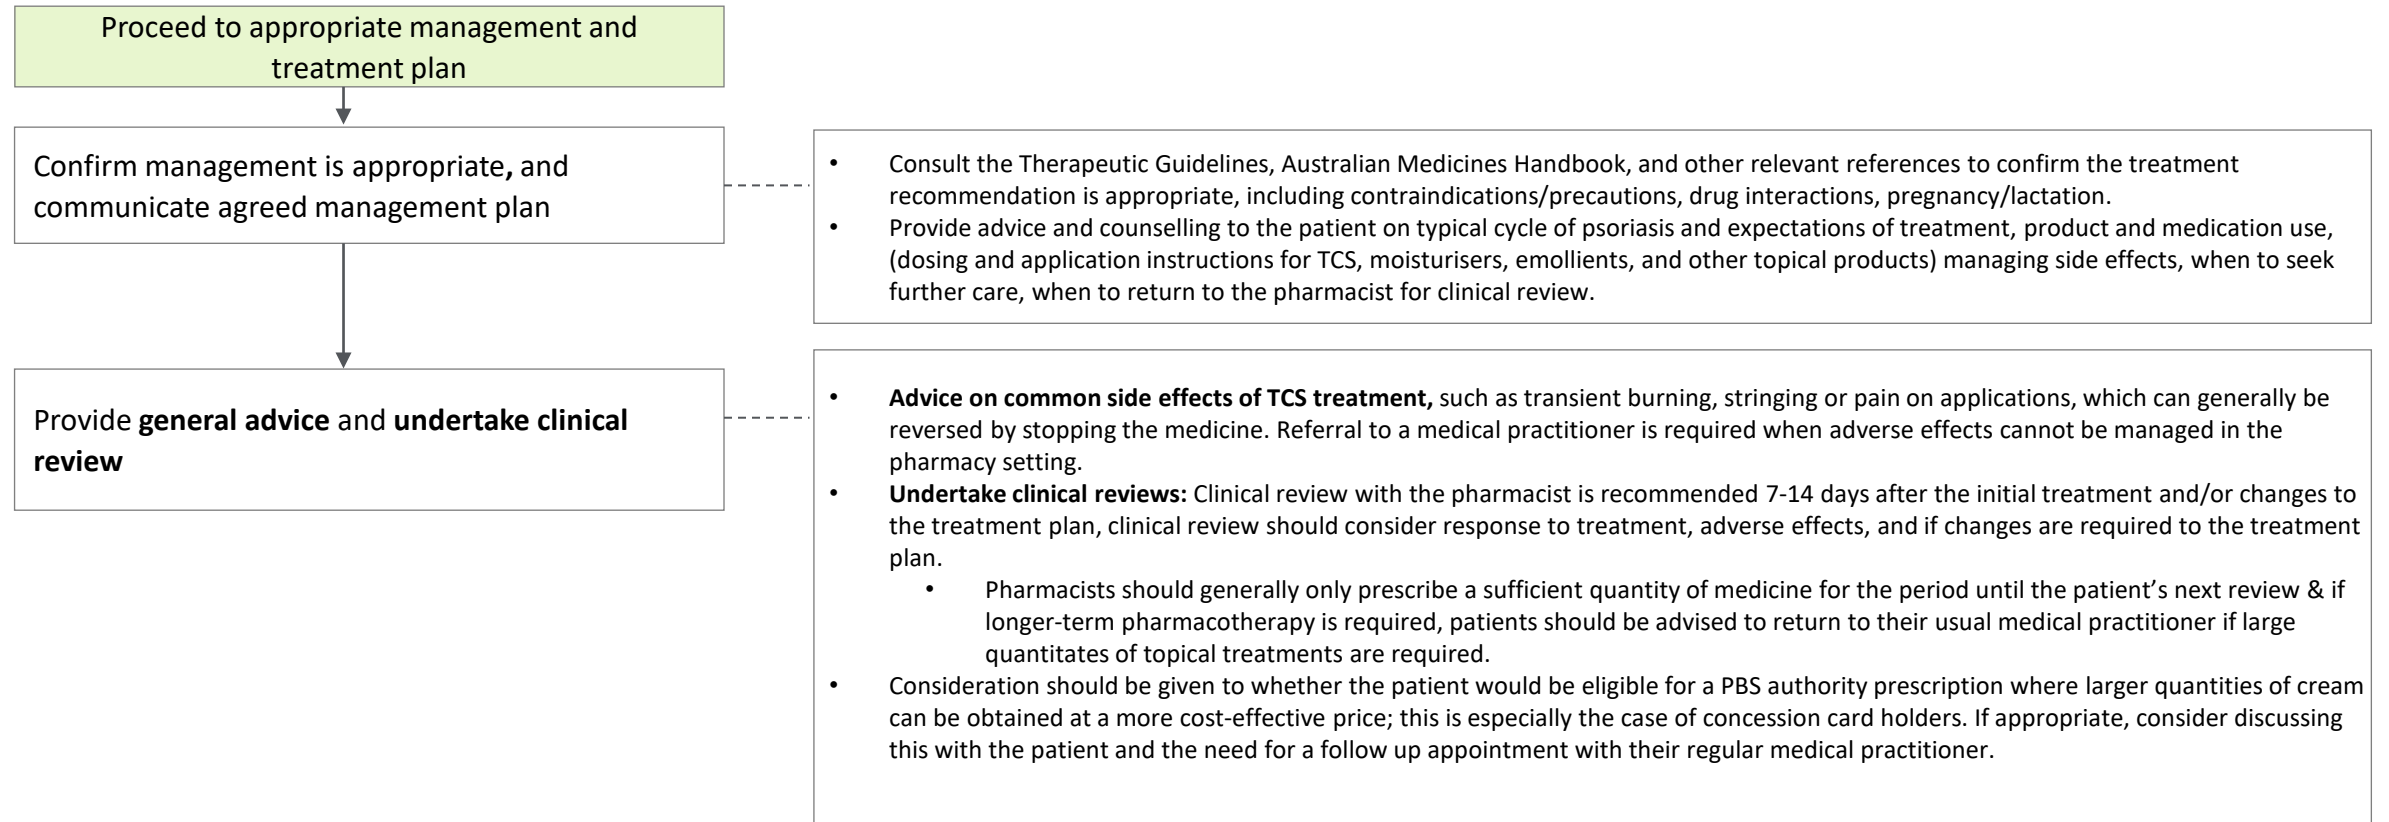 Proceed to appropriate management and
treatment plan
Confirm management is appropriate, and
communicate agreed management plan
• Consult the Therapeutic Guidelines, Australian Medicines Handbook, and other relevant references to confirm the treatment
recommendation is appropriate, including contraindications/precautions, drug interactions, pregnancy/lactation.
• Provide advice and counselling to the patient on typical cycle of psoriasis and expectations of treatment, product and medication use,
(dosing and application instructions for TCS, moisturisers, emollients, and other topical products) managing side effects, when to seek
further care, when to return to the pharmacist for clinical review.
Provide general advice and undertake clinical
review
• Advice on common side effects of TCS treatment, such as transient burning, stringing or pain on applications, which can generally be
reversed by stopping the medicine. Referral to a medical practitioner is required when adverse effects cannot be managed in the
pharmacy setting.
• Undertake clinical reviews: Clinical review with the pharmacist is recommended 7-14 days after the initial treatment and/or changes to
the treatment plan, clinical review should consider response to treatment, adverse effects, and if changes are required to the treatment
plan.
• Pharmacists should generally only prescribe a sufficient quantity of medicine for the period until the patient’s next review & if
longer-term pharmacotherapy is required, patients should be advised to return to their usual medical practitioner if large
quantitates of topical treatments are required.
• Consideration should be given to whether the patient would be eligible for a PBS authority prescription where larger quantities of cream
can be obtained at a more cost-effective price; this is especially the case of concession card holders. If appropriate, consider discussing
this with the patient and the need for a follow up appointment with their regular medical practitioner.